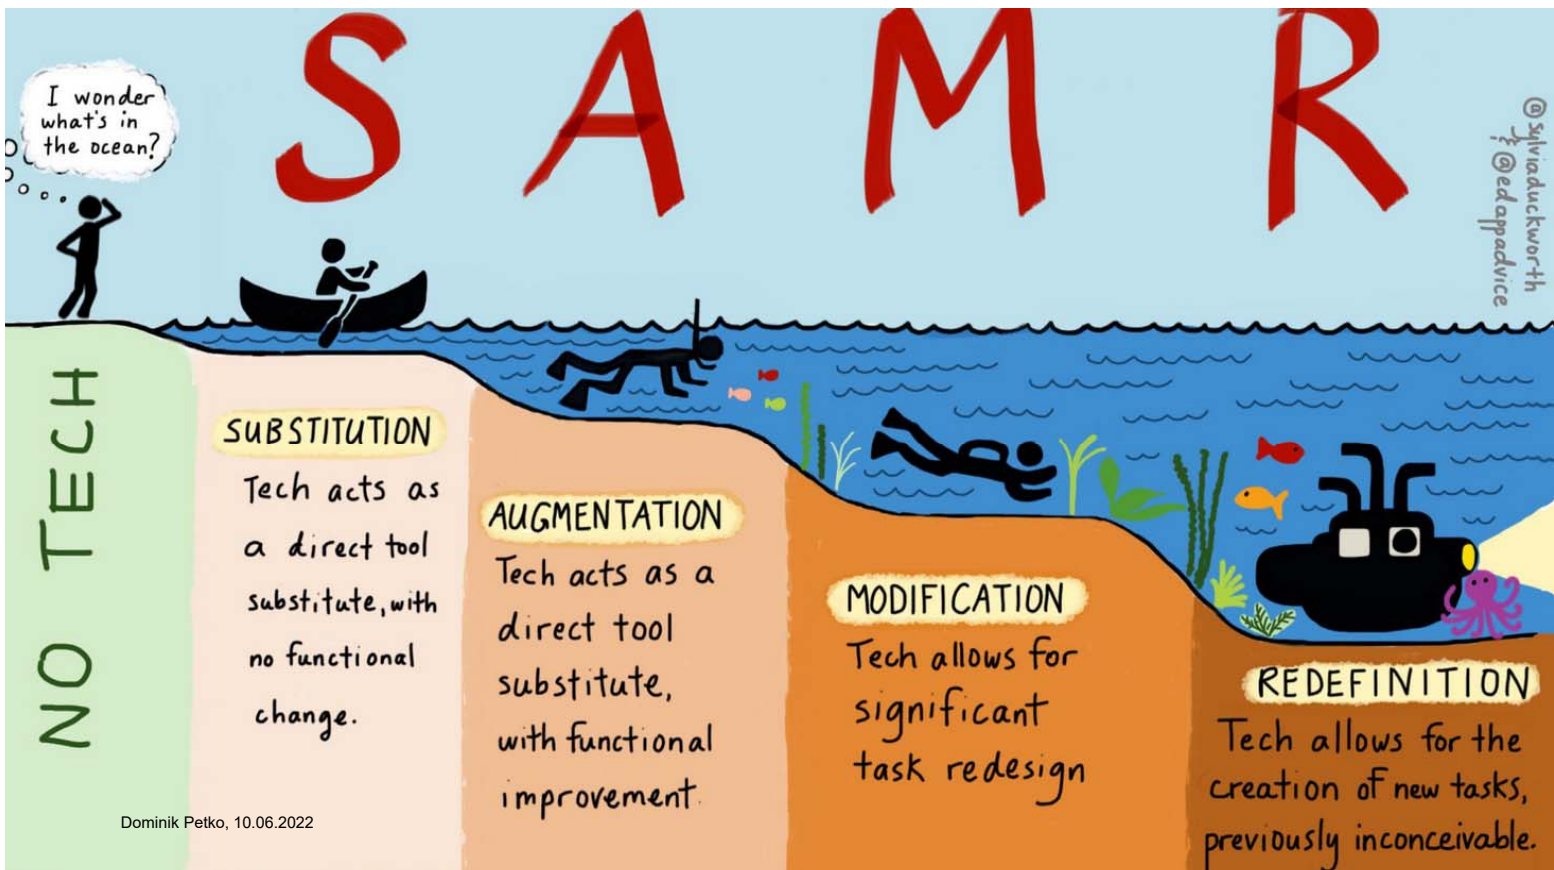 S A M R
I wonder
what's in
the ocean?
@sylviaduckworth
& @edappadvice
NO TECH
SUBSTITUTION
Tech acts as
a direct tool
substitute, with
no functional
change.
AUGMENTATION
Tech acts as a
direct tool
substitute,
with functional
improvement.
MODIFICATION
Tech allows for
significant
task redesign
REDEFINITION
Tech allows for the
creation of new tasks,
previously inconceivable.
Dominik Petko, 10.06.2022